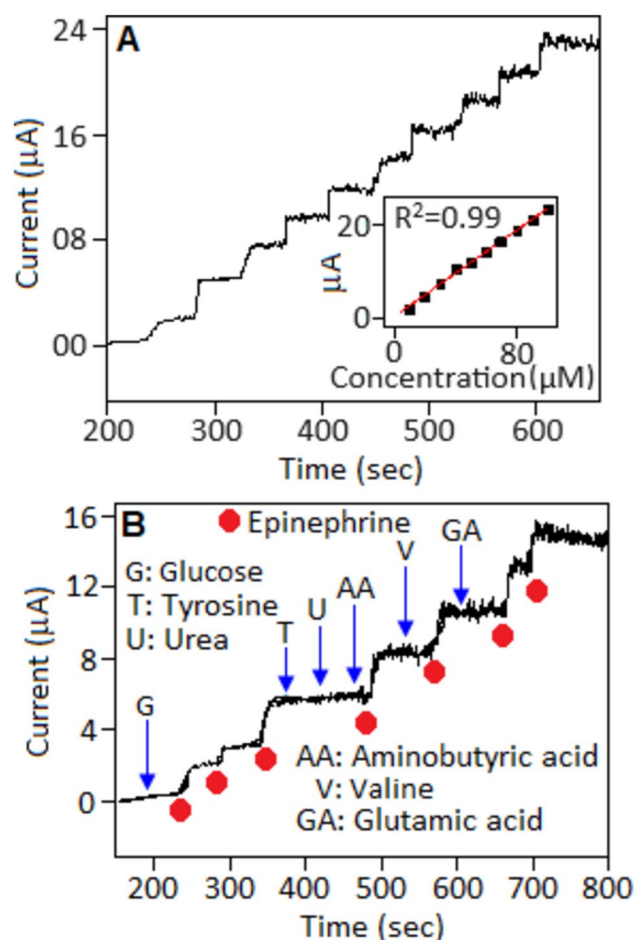 A
24
16
08
00
Current (µA)
R²=0.99
20
0
µA
0 80
Concentration(µM)
200 300 400 500 600
Time (sec)
B
Epinephrine
G: Glucose
T: Tyrosine
U: Urea
G
T
U
AA
V
GA
16
12
8
4
0
Current (µA)
AA: Aminobutyric acid
V: Valine
GA: Glutamic acid
200 300 400 500 600 700 800
Time (sec)